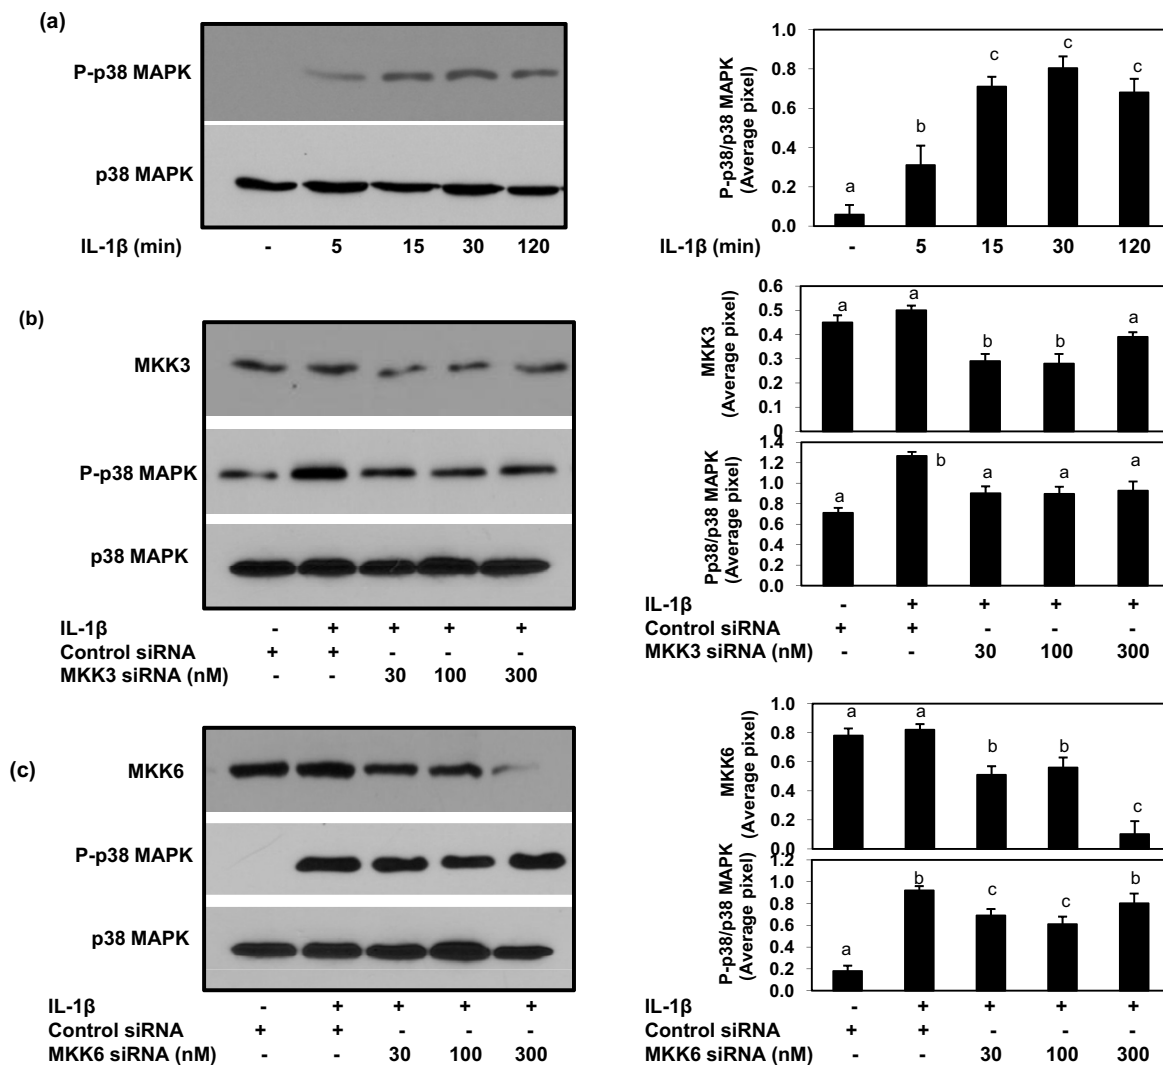 (a)
P-p38 MAPK
p38 MAPK
IL-1β (min) - 5 15 30 120
P-p38/p38 MAPK
(Average pixel)
1.0
0.8
0.6
0.4
0.2
0.0
a b c c c
IL-1β (min) - 5 15 30 120
(b)
MKK3
P-p38 MAPK
p38 MAPK
IL-1β - + + + +
Control siRNA + + - - -
MKK3 siRNA (nM) - - 30 100 300
MKK3
(Average pixel)
0.6
0.5
0.4
0.3
0.2
0.1
0
a a b b a
Pp38/p38 MAPK
(Average pixel)
1.4
1.2
1.0
0.8
0.6
0.4
0.2
0.0
a b a a a
IL-1β - + + + +
Control siRNA + + - - -
MKK3 siRNA (nM) - - 30 100 300
(c)
MKK6
P-p38 MAPK
p38 MAPK
IL-1β - + + + +
Control siRNA + + - - -
MKK6 siRNA (nM) - - 30 100 300
MKK6
(Average pixel)
1.0
0.8
0.6
0.4
0.2
0.0
a a b b c
P-p38/p38 MAPK
(Average pixel)
1.2
1.0
0.8
0.6
0.4
0.2
0.0
a b c c b
IL-1β - + + + +
Control siRNA + + - - -
MKK6 siRNA (nM) - - 30 100 300